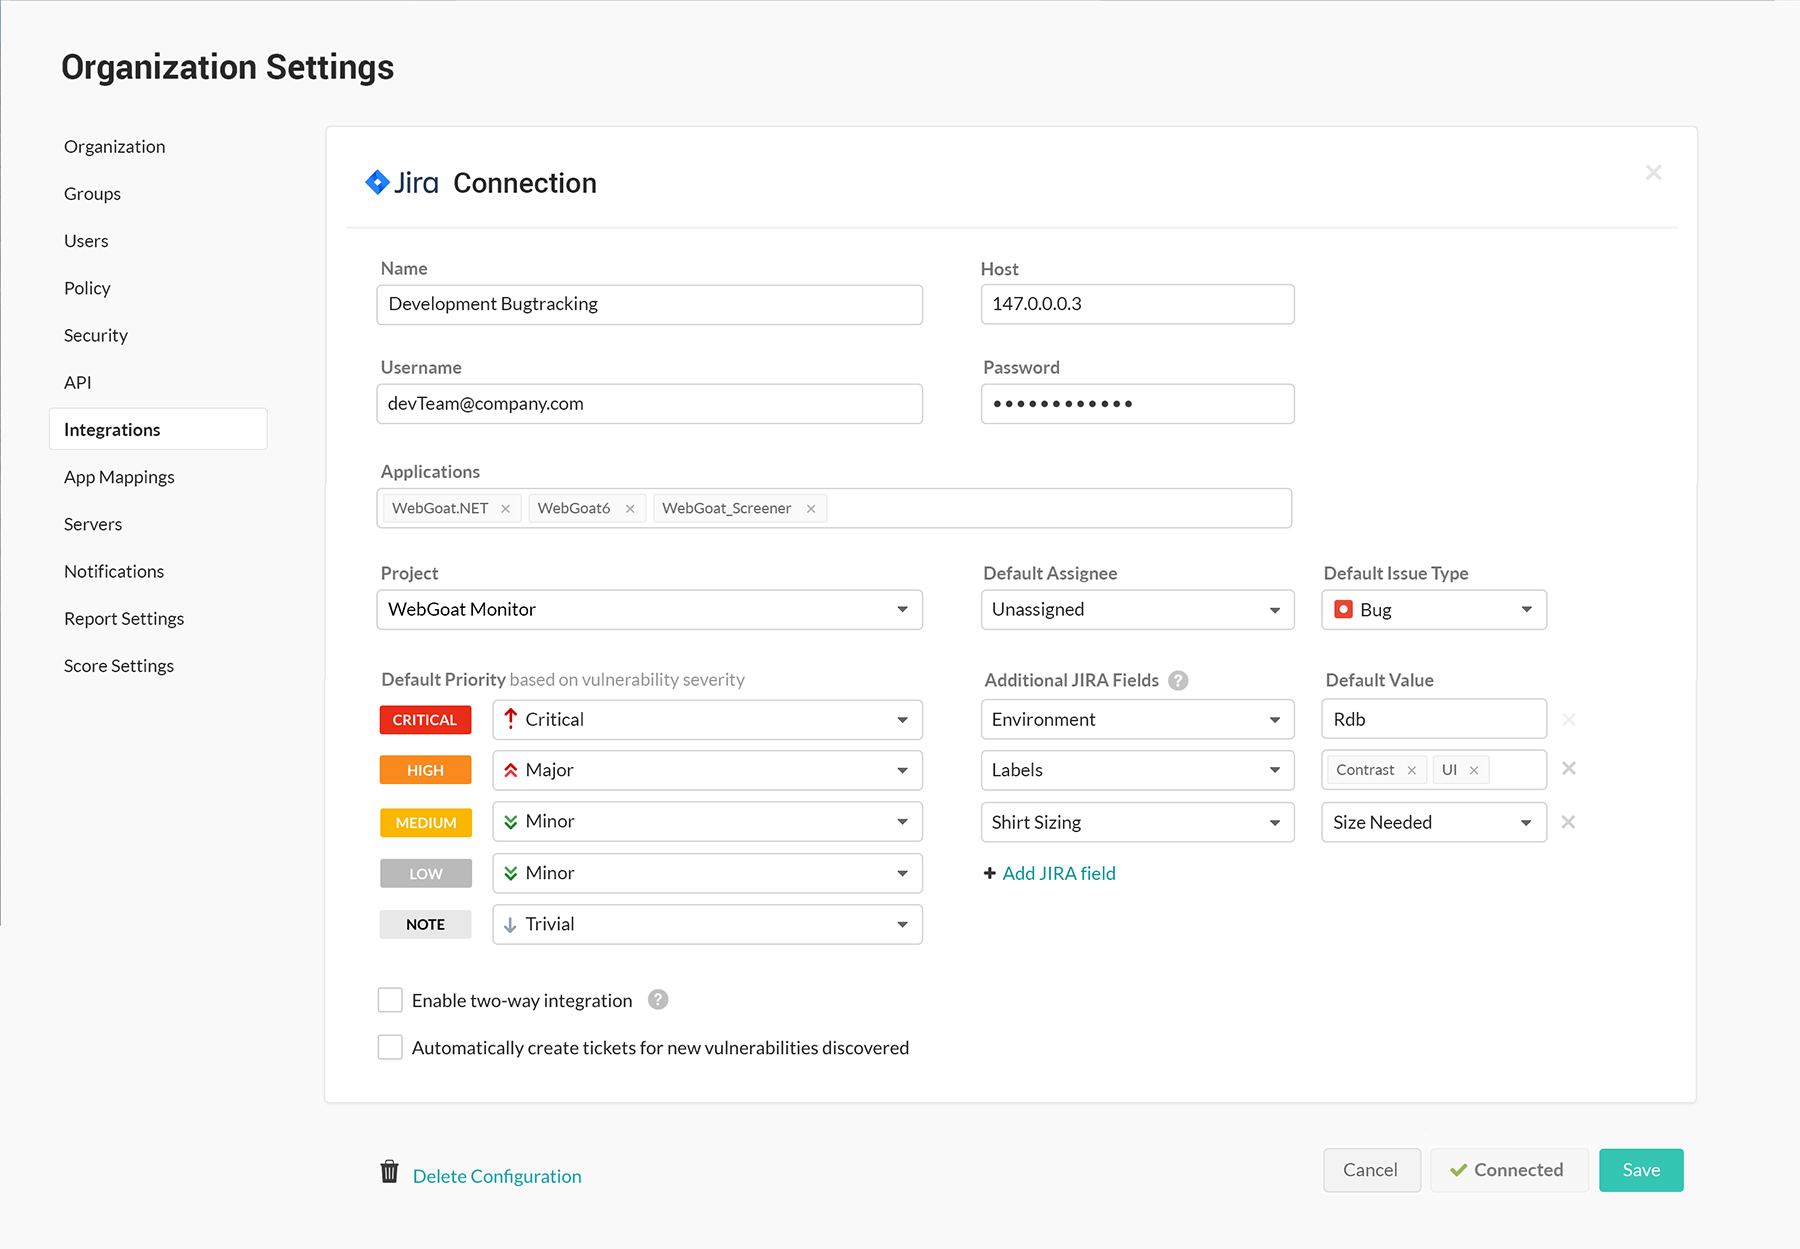 Organization Settings
Organization
Groups
Users
Policy
Security
API
Integrations
App Mappings
Servers
Notifications
Report Settings
Score Settings
Jira Connection
Name
Host
Development Bugtracking
147.0.0.0.3
Username
Password
devTeam@company.com
Applications
WebGoat.NET
WebGoat6
WebGoat_Screener
Project
Default Assignee
Default Issue Type
WebGoat Monitor
Unassigned
Bug
Default Priority based on vulnerability severity
Additional JIRA Fields ?
Default Value
CRITICAL
Critical
Environment
Rdb
HIGH
Major
Labels
Contrast
UI
MEDIUM
Minor
Shirt Sizing
Size Needed
LOW
Minor
+ Add JIRA field
NOTE
Trivial
Enable two-way integration ?
Automatically create tickets for new vulnerabilities discovered
Delete Configuration
Cancel
Connected
Save